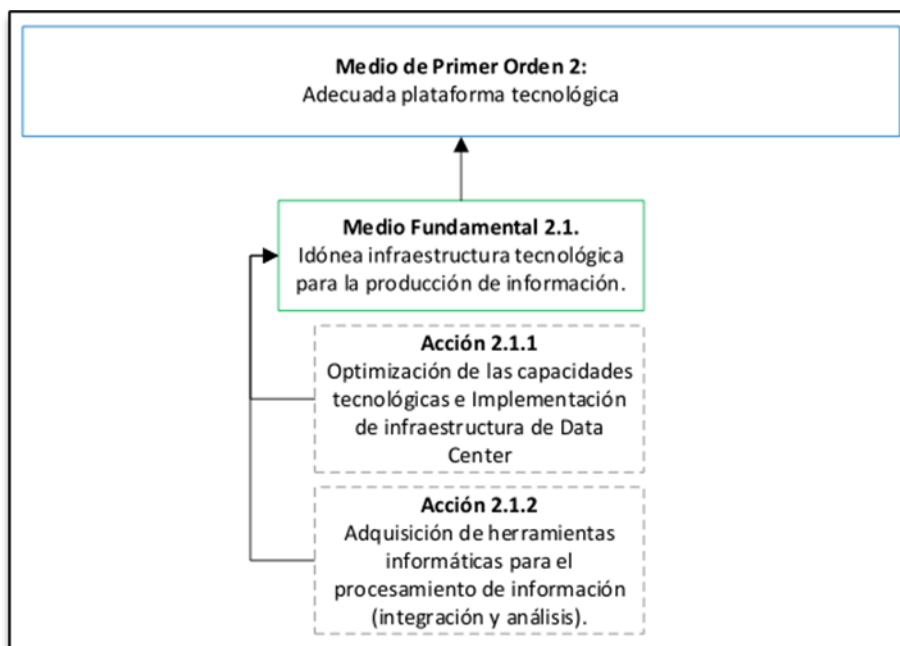 Medio de Primer Orden 2:
Adecuada plataforma tecnológica
Medio Fundamental 2.1.
Idónea infraestructura tecnológica
para la producción de información.
Acción 2.1.1
Optimización de las capacidades
tecnológicas e Implementación
de infraestructura de Data
Center
Acción 2.1.2
Adquisición de herramientas
informáticas para el
procesamiento de información
(integración y análisis).